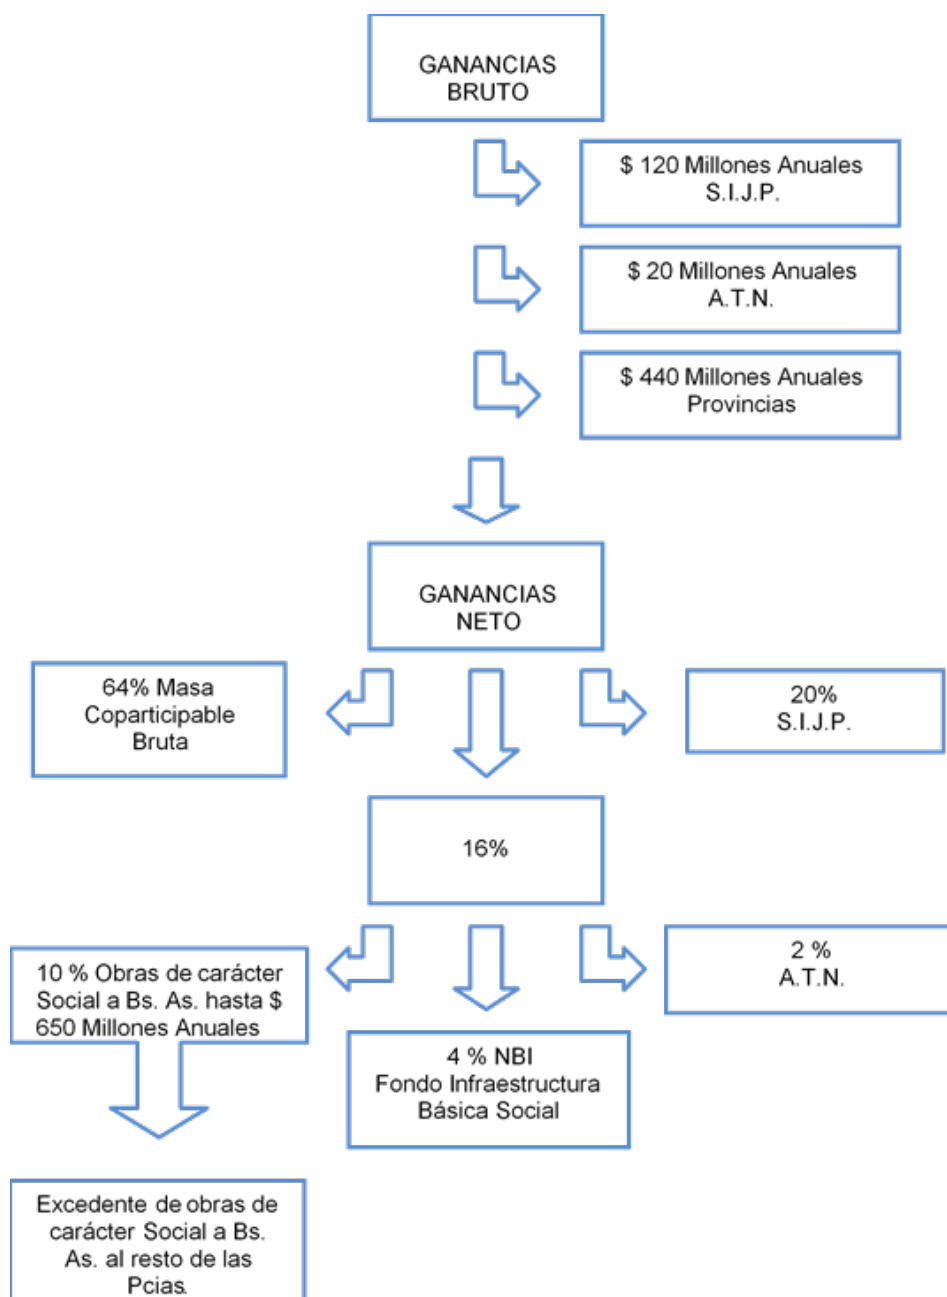 GANANCIAS
BRUTO
$ 120 Millones Anuales
S.I.J.P.
$ 20 Millones Anuales
A.T.N.
$ 440 Millones Anuales
Provincias
GANANCIAS
NETO
64% Masa
Coparticipable
Bruta
20%
S.I.J.P.
16%
10 % Obras de carácter
Social a Bs. As. hasta $
650 Millones Anuales
4 % NBI
Fondo Infraestructura
Básica Social
2 %
A.T.N.
Excedente de obras de
carácter Social a Bs.
As. al resto de las
Pcias.